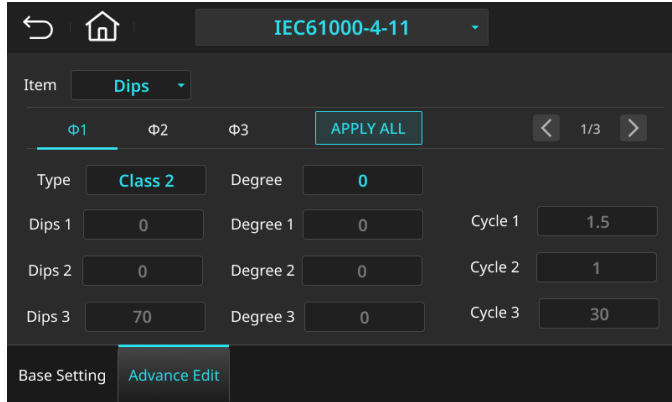 IEC61000-4-11
Item Dips
Φ1 Φ2 Φ3 APPLY ALL 1/3
Type Class 2 Degree 0
Dips 1 0 Degree 1 0 Cycle 1 1.5
Dips 2 0 Degree 2 0 Cycle 2 1
Dips 3 70 Degree 3 0 Cycle 3 30
Base Setting Advance Edit